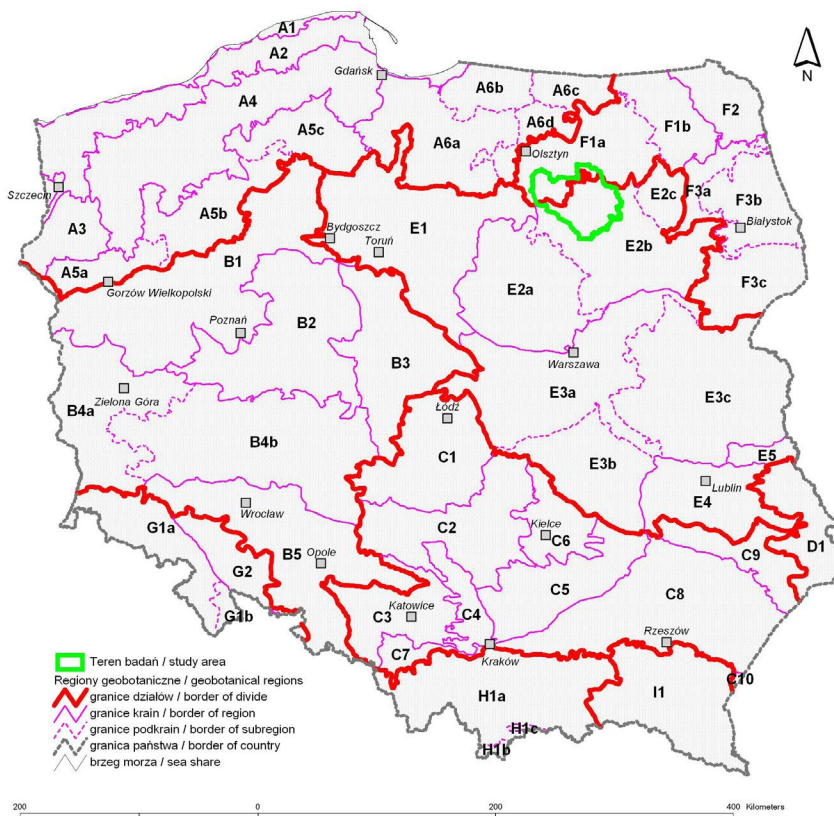 A1
A2
Gdańsk
A6b
A6c
A4
F2
A5c
A6d
F1b
A6a
F1a
Olsztyn
Szczecin
E2c
F3a
F3b
A5b
A3
E1
Białystok
Bydgoszcz
Toruń
E2b
A5a
B1
F3c
Gorzów Wielkopolski
E2a
Poznań
B2
Warszawa
B3
E3a
Zielona Góra
E3c
B4a
Łódź
B4b
C1
E5
E3b
Lublin
E4
Wrocław
G1a
C2
Kielce
C6
D1
B5
Opole
C9
G2
C5
C8
Katowice
G1b
C3
C4
Rzeszów
C7
Kraków
C10
H1a
I1
H1c
H1b
N
Teren badań / study area
Regiony geobotaniczne / geobotanical regions
granice działów / border of divide
granice krain / border of region
granice podkrain / border of subregion
granica państwa / border of country
brzeg morza / sea share
200 0 200 400 Kilometers